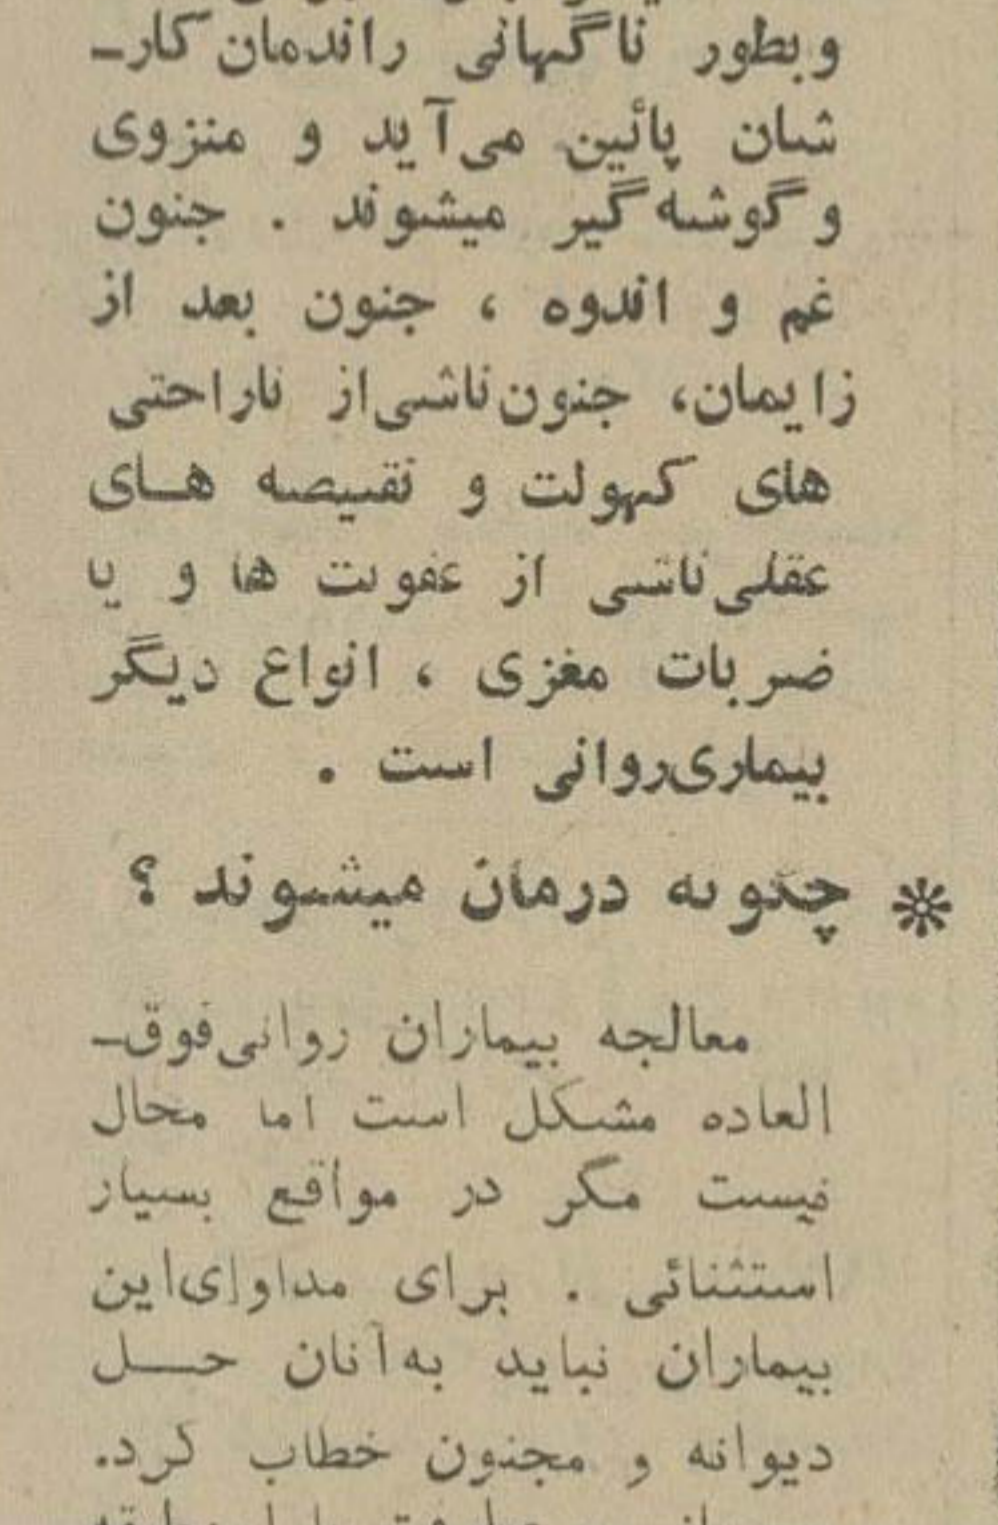 وبطور ناگهانی راندمان کار-
شان پائین می‌آید و منزوی
و گوشه‌گیر میشوند . جنون
غم و اندوه ، جنون بعد از
زایمان، جنون ناشی از ناراحتی
های کهولت و نقیصه هـای
عقلی ناشی از عفونت ها و یا
ضربات مغزی ، انواع دیگر
بیماری‌روانی است .
* چگونه درمان میشوند ؟
معالجه بیماران روانی فوق-
العاده مشکل است اما محال
نیست مگر در مواقع بسیار
استثنائی . برای مداوای این
بیماران نباید به آنان خـــل
دیوانه و مجنون خطاب کرد.